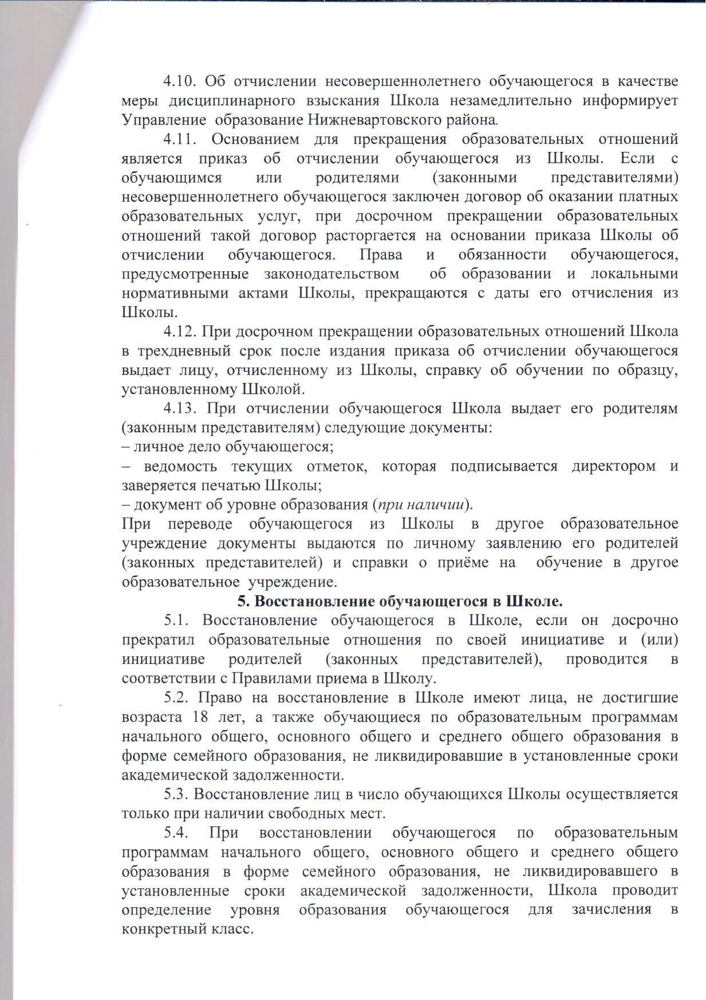 4.10. Об отчислении несовершеннолетнего обучающегося в качестве
меры дисциплинарного взыскания Школа незамедлительно информирует
Управление образование Нижневартовского района.
4.11. Основанием для прекращения образовательных отношений
является приказ об отчислении обучающегося из Школы. Если с
обучающимся или родителями (законными представителями)
несовершеннолетнего обучающегося заключен договор об оказании платных
образовательных услуг, при досрочном прекращении образовательных
отношений такой договор расторгается на основании приказа Школы об
отчислении обучающегося. Права и обязанности обучающегося,
предусмотренные законодательством об образовании и локальными
нормативными актами Школы, прекращаются с даты его отчисления из
Школы.
4.12. При досрочном прекращении образовательных отношений Школа
в трехдневный срок после издания приказа об отчислении обучающегося
выдает лицу, отчисленному из Школы, справку об обучении по образцу,
установленному Школой.
4.13. При отчислении обучающегося Школа выдает его родителям
(законным представителям) следующие документы:
– личное дело обучающегося;
– ведомость текущих отметок, которая подписывается директором и
заверяется печатью Школы;
– документ об уровне образования (при наличии).
При переводе обучающегося из Школы в другое образовательное
учреждение документы выдаются по личному заявлению его родителей
(законных представителей) и справки о приёме на обучение в другое
образовательное учреждение.
5. Восстановление обучающегося в Школе.
5.1. Восстановление обучающегося в Школе, если он досрочно
прекратил образовательные отношения по своей инициативе и (или)
инициативе родителей (законных представителей), проводится в
соответствии с Правилами приема в Школу.
5.2. Право на восстановление в Школе имеют лица, не достигшие
возраста 18 лет, а также обучающиеся по образовательным программам
начального общего, основного общего и среднего общего образования в
форме семейного образования, не ликвидировавшие в установленные сроки
академической задолженности.
5.3. Восстановление лиц в число обучающихся Школы осуществляется
только при наличии свободных мест.
5.4. При восстановлении обучающегося по образовательным
программам начального общего, основного общего и среднего общего
образования в форме семейного образования, не ликвидировавшего в
установленные сроки академической задолженности, Школа проводит
определение уровня образования обучающегося для зачисления в
конкретный класс.